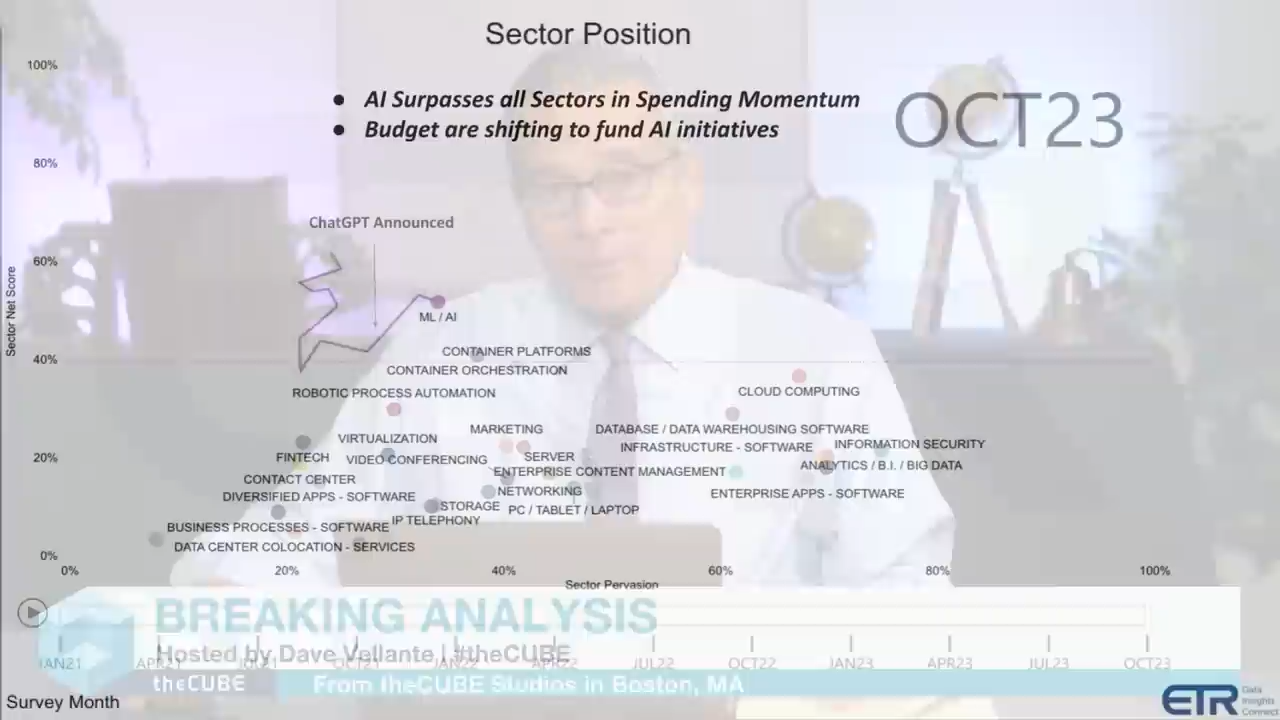 Sector Position
● AI Surpasses all Sectors in Spending Momentum
● Budget are shifting to fund AI initiatives
OCT23
100%
80%
60%
40%
20%
0%
Sector Net Score
ChatGPT Announced
ML / AI
CONTAINER PLATFORMS
CONTAINER ORCHESTRATION
ROBOTIC PROCESS AUTOMATION
CLOUD COMPUTING
MARKETING
DATABASE / DATA WAREHOUSING SOFTWARE
VIRTUALIZATION
INFRASTRUCTURE - SOFTWARE
INFORMATION SECURITY
FINTECH
VIDEO CONFERENCING
SERVER
ANALYTICS / B.I. / BIG DATA
ENTERPRISE CONTENT MANAGEMENT
CONTACT CENTER
NETWORKING
ENTERPRISE APPS - SOFTWARE
DIVERSIFIED APPS - SOFTWARE
STORAGE
PC / TABLET / LAPTOP
IP TELEPHONY
BUSINESS PROCESSES - SOFTWARE
DATA CENTER COLOCATION - SERVICES
0%
20%
40%
60%
80%
100%
Sector Pervasion
BREAKING ANALYSIS
Hosted by Dave Vellante | #theCUBE
JAN21
APR21
JUL21
OCT21
JAN22
APR22
JUL22
OCT22
JAN23
APR23
JUL23
OCT23
theCUBE
From theCUBE Studios in Boston, MA
Survey Month
ETR
Data
Insights
Connect